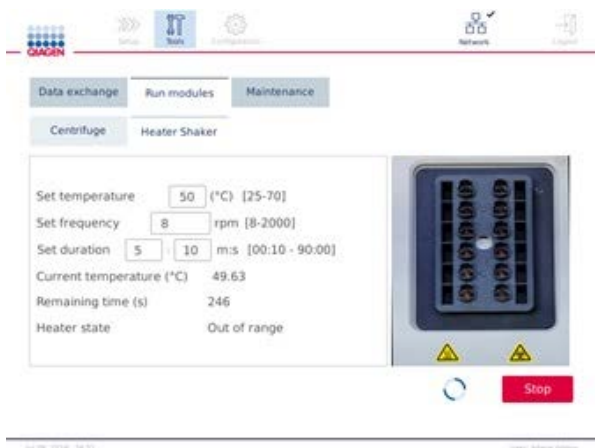 QIAGEN
Setup Tools Configuration Network Logout
Data exchange Run modules Maintenance
Centrifuge Heater Shaker
Set temperature 50 (°C) [25-70]
Set frequency 8 rpm [8-2000]
Set duration 5 : 10 m:s [00:10 - 90:00]
Current temperature (°C) 49.63
Remaining time (s) 246
Heater state Out of range
Stop